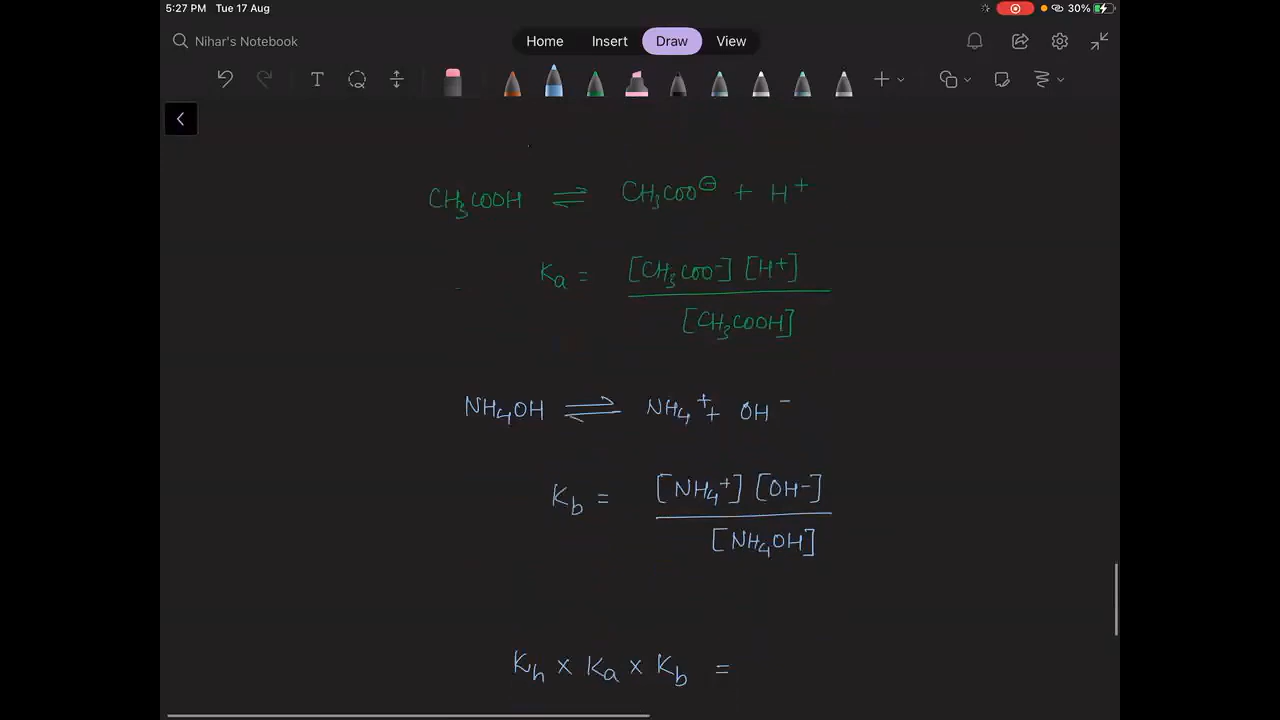 5:27 PM Tue 17 Aug 30%
Nihar's Notebook Home Insert Draw View
T
CH₃COOH ⇌ CH₃COO⊖ + H⁺
Ka = [CH₃COO⁻] [H⁺]
[CH₃COOH]
NH₄OH ⇌ NH₄⁺ + OH⁻
Kb = [NH₄⁺] [OH⁻]
[NH₄OH]
Kh × Ka × Kb =